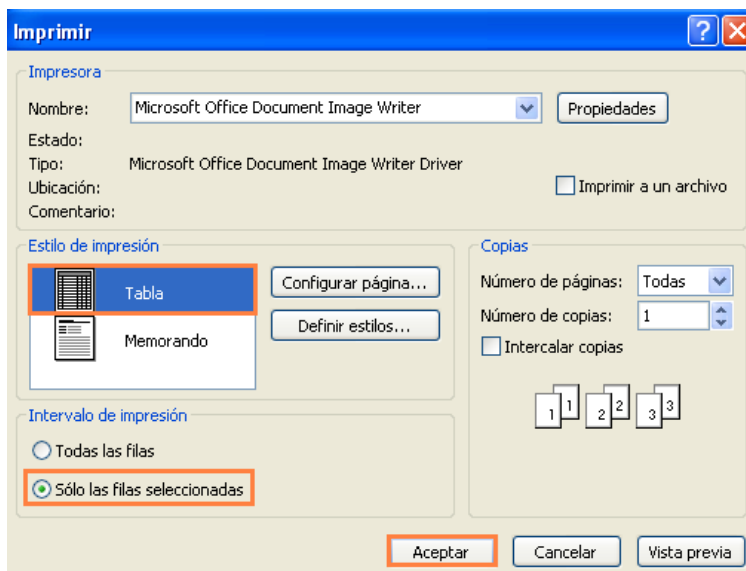 Imprimir
Impresora
Nombre: Microsoft Office Document Image Writer Propiedades
Estado:
Tipo: Microsoft Office Document Image Writer Driver
Ubicación: Imprimir a un archivo
Comentario:
Estilo de impresión
Tabla
Memorando
Configurar página...
Definir estilos...
Copias
Número de páginas: Todas
Número de copias: 1
Intercalar copias
1 1 2 2 3 3
Intervalo de impresión
Todas las filas
Sólo las filas seleccionadas
Aceptar Cancelar Vista previa